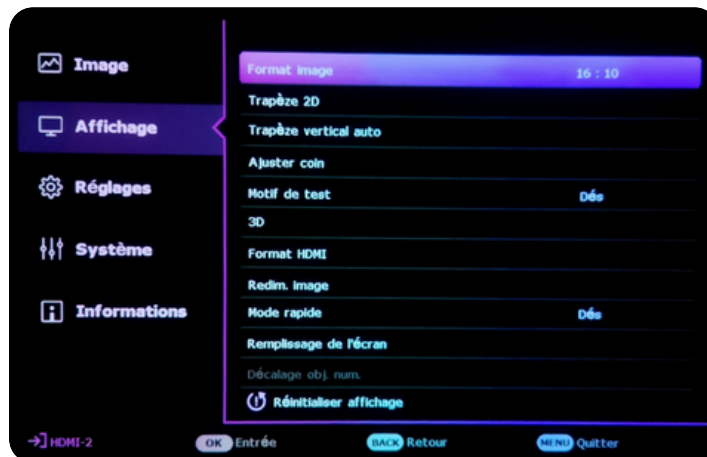 Image
Affichage
Réglages
Système
Informations
Format image 16 : 10
Trapèze 2D
Trapèze vertical auto
Ajuster coin
Motif de test Dés
3D
Format HDMI
Redim. image
Mode rapide Dés
Remplissage de l'écran
Décalage obj. num.
Réinitialiser affichage
HDMI-2 OK Entrée BACK Retour MENU Quitter